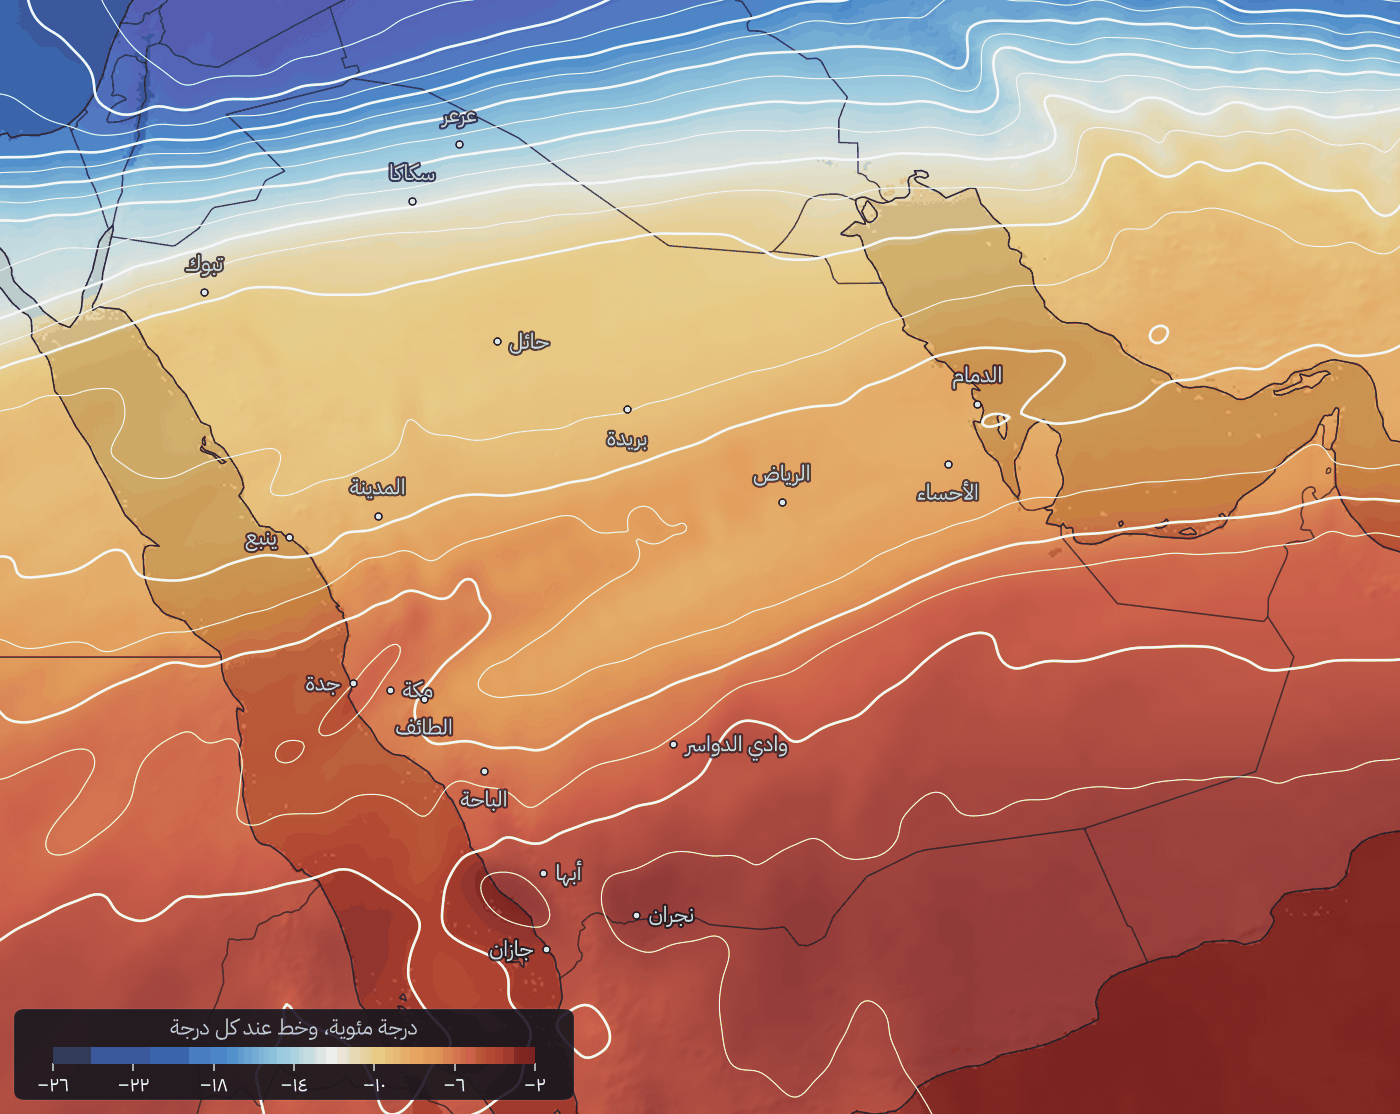 عرعر
سكاكا
تبوك
حائل
الدمام
بريدة
الرياض
المدينة
الأحساء
ينبع
جدة
مكة
الطائف
وادي الدواسر
الباحة
أبها
نجران
جازان
درجة مئوية، وخط عند كل درجة
−٢٦ −٢٢ −١٨ −١٤ −١٠ −٦ −٢